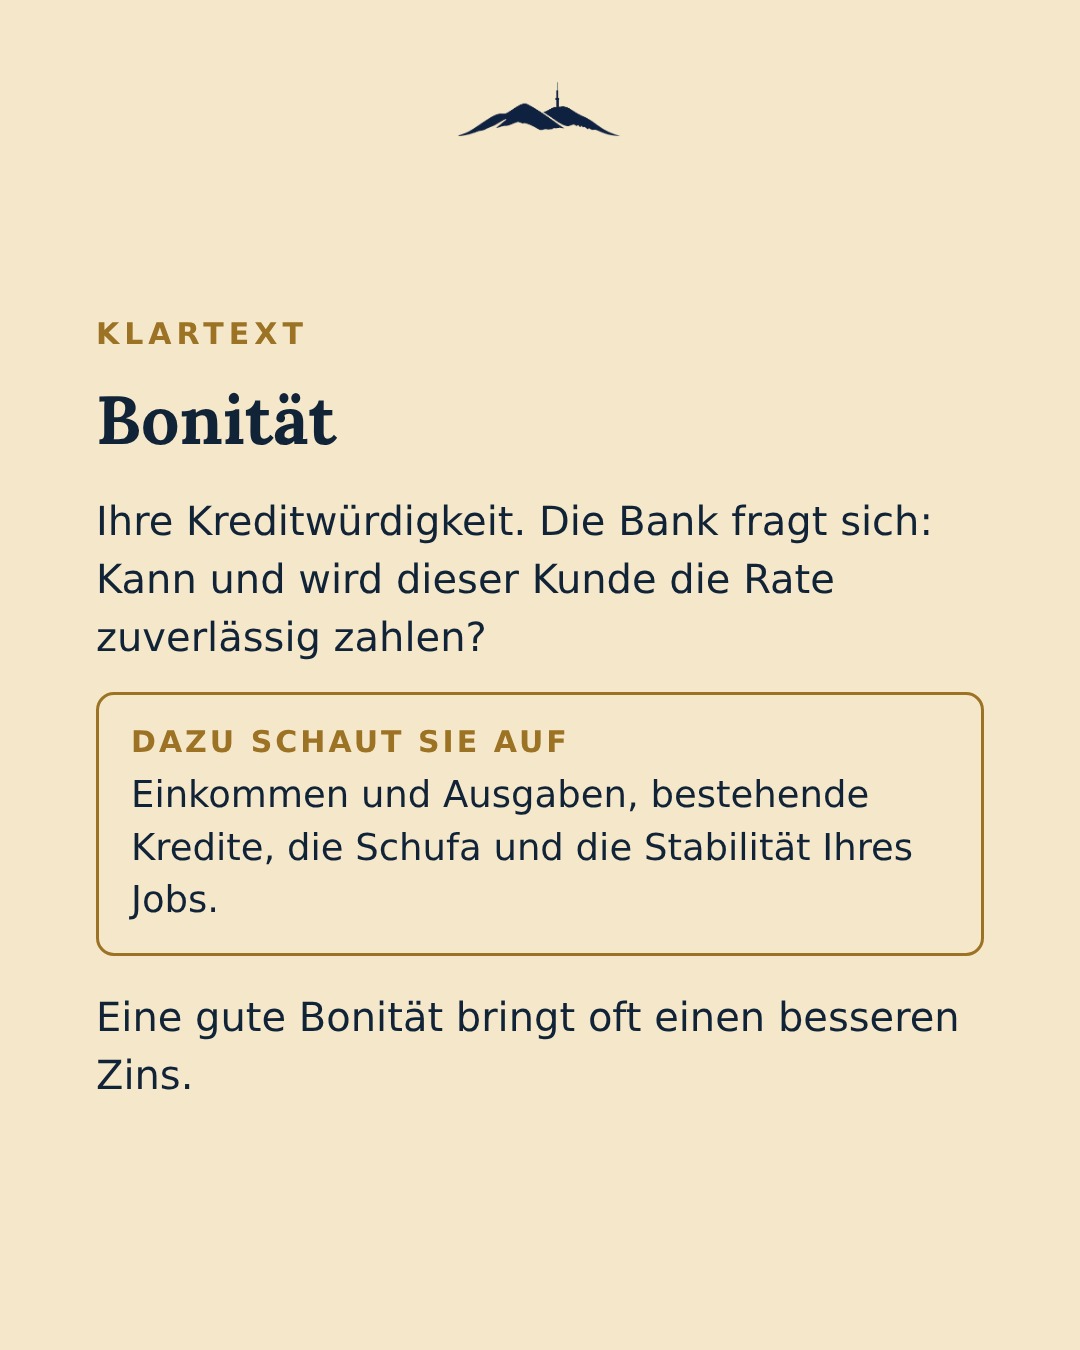 KLARTEXT
Bonität
Ihre Kreditwürdigkeit. Die Bank fragt sich:
Kann und wird dieser Kunde die Rate
zuverlässig zahlen?
DAZU SCHAUT SIE AUF
Einkommen und Ausgaben, bestehende
Kredite, die Schufa und die Stabilität Ihres
Jobs.
Eine gute Bonität bringt oft einen besseren
Zins.